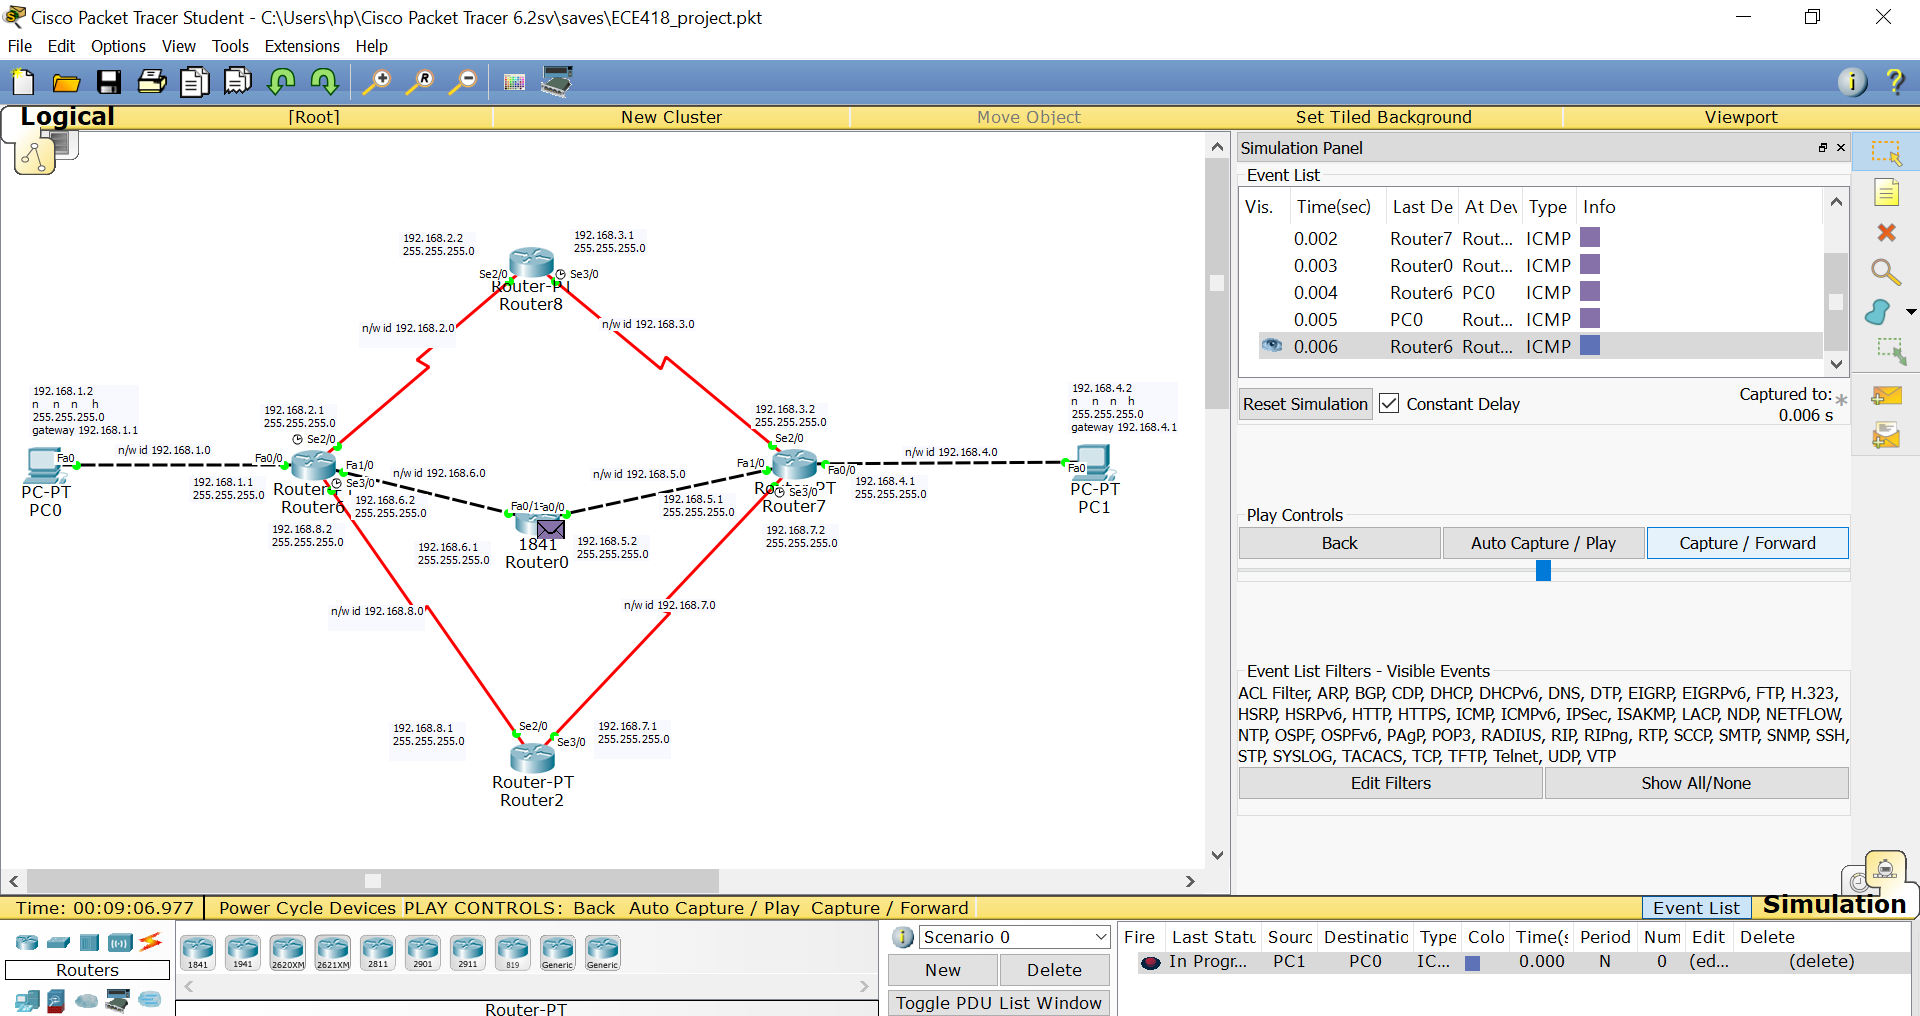 Cisco Packet Tracer Student - C:\Users\hp\Cisco Packet Tracer 6.2sv\saves\ECE418_project.pkt
File Edit Options View Tools Extensions Help
Logical [Root] New Cluster Move Object Set Tiled Background Viewport
192.168.2.2
255.255.255.0
192.168.3.1
255.255.255.0
Se2/0
Se3/0
Router-PT
Router8
n/w id 192.168.2.0
n/w id 192.168.3.0
192.168.1.2
n n n h
255.255.255.0
gateway 192.168.1.1
Fa0
PC-PT
PC0
n/w id 192.168.1.0
192.168.2.1
255.255.255.0
Se2/0
Fa0/0
Fa1/0
Se3/0
192.168.1.1
255.255.255.0
Router
Router6
192.168.6.2
255.255.255.0
192.168.8.2
255.255.255.0
n/w id 192.168.6.0
n/w id 192.168.5.0
Fa0/1
Fa0/0
1841
Router0
192.168.6.1
255.255.255.0
192.168.5.2
255.255.255.0
192.168.3.2
255.255.255.0
Se2/0
Fa1/0
Fa0/0
Se3/0
Router7
192.168.5.1
255.255.255.0
192.168.4.1
255.255.255.0
192.168.7.2
255.255.255.0
n/w id 192.168.4.0
192.168.4.2
n n n h
255.255.255.0
gateway 192.168.4.1
Fa0
PC-PT
PC1
n/w id 192.168.8.0
n/w id 192.168.7.0
192.168.8.1
255.255.255.0
192.168.7.1
255.255.255.0
Se2/0
Se3/0
Router-PT
Router2
Simulation Panel
Event List
Vis. Time(sec) Last De At Dev Type Info
0.002 Router7 Rout... ICMP
0.003 Router0 Rout... ICMP
0.004 Router6 PC0 ICMP
0.005 PC0 Rout... ICMP
0.006 Router6 Rout... ICMP
Reset Simulation Constant Delay
Captured to:
0.006 s
Play Controls
Back Auto Capture / Play Capture / Forward
Event List Filters - Visible Events
ACL Filter, ARP, BGP, CDP, DHCP, DHCPv6, DNS, DTP, EIGRP, EIGRPv6, FTP, H.323,
HSRP, HSRPv6, HTTP, HTTPS, ICMP, ICMPv6, IPSec, ISAKMP, LACP, NDP, NETFLOW,
NTP, OSPF, OSPFv6, PAgP, POP3, RADIUS, RIP, RIPng, RTP, SCCP, SMTP, SNMP, SSH,
STP, SYSLOG, TACACS, TCP, TFTP, Telnet, UDP, VTP
Edit Filters Show All/None
Time: 00:09:06.977 Power Cycle Devices PLAY CONTROLS: Back Auto Capture / Play Capture / Forward
Event List Simulation
Routers
1841 1941 2620XM 2621XM 2811 2901 2911 819 Generic Generic
Router-PT
Scenario 0
New Delete
Toggle PDU List Window
Fire Last Statu Sourc Destinatic Type Colo Time(s Period Num Edit Delete
In Progr... PC1 PC0 IC... 0.000 N 0 (ed... (delete)